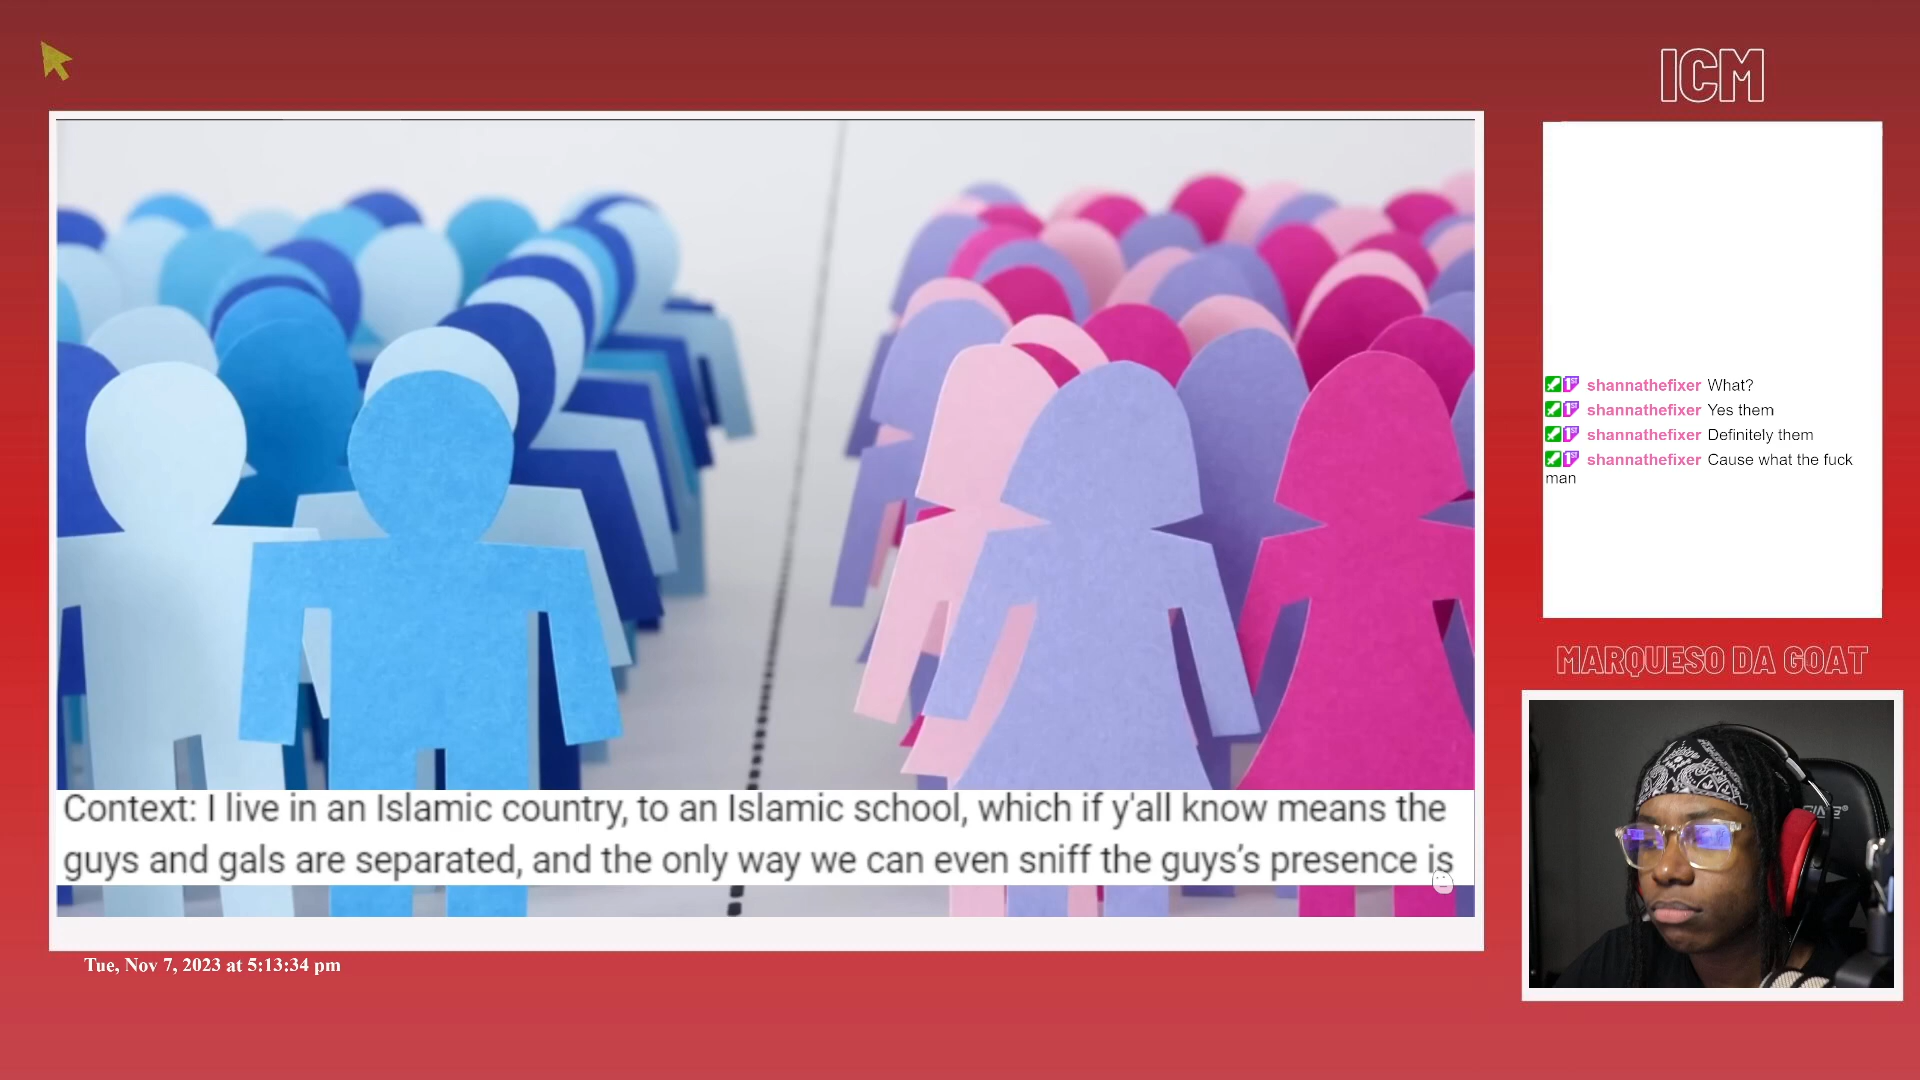 ICM
shannathefixer What?
shannathefixer Yes them
shannathefixer Definitely them
shannathefixer Cause what the fuck
man
MARQUESO DA GOAT
Context: I live in an Islamic country, to an Islamic school, which if y'all know means the
guys and gals are separated, and the only way we can even sniff the guys's presence is
Tue, Nov 7, 2023 at 5:13:34 pm